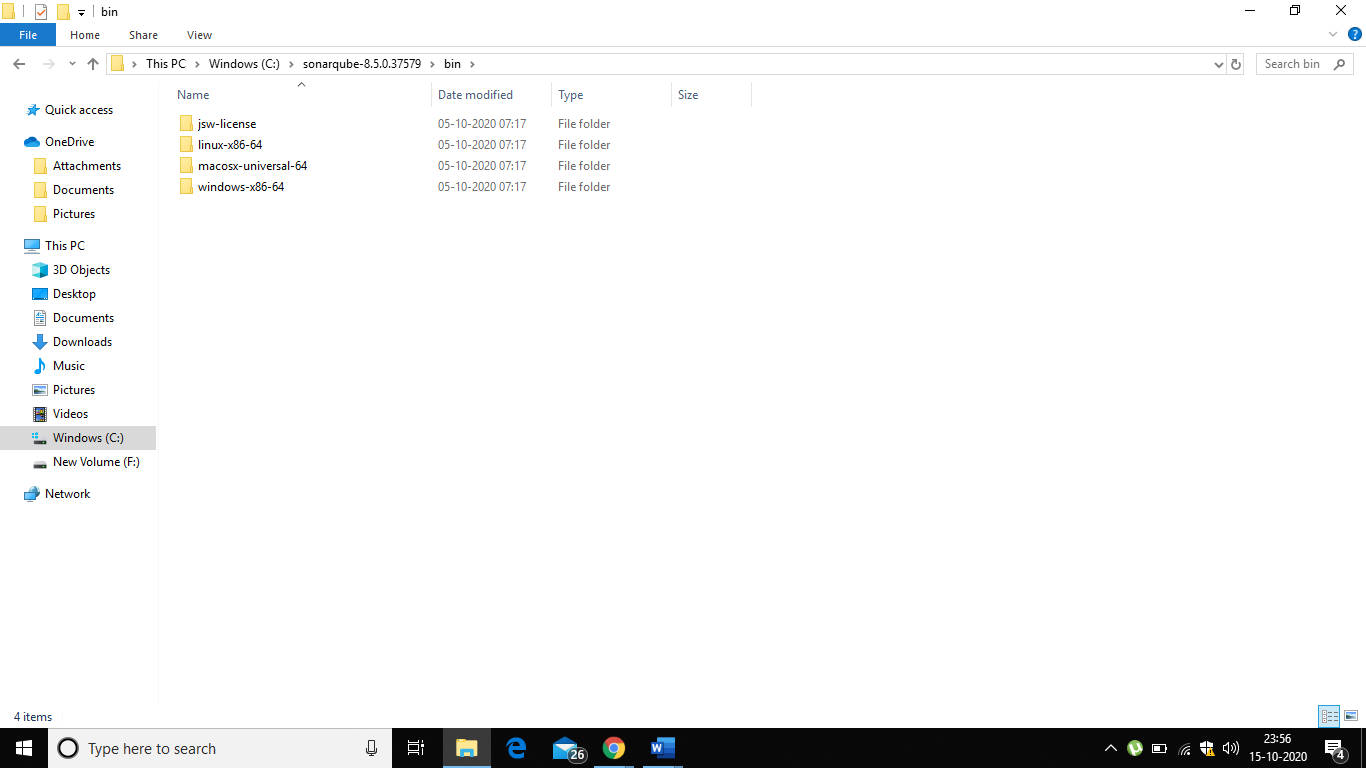 bin
File Home Share View
This PC Windows (C:) sonarqube-8.5.0.37579 bin Search bin
Name Date modified Type Size
Quick access
OneDrive
Attachments
Documents
Pictures
This PC
3D Objects
Desktop
Documents
Downloads
Music
Pictures
Videos
Windows (C:)
New Volume (F:)
Network
jsw-license 05-10-2020 07:17 File folder
linux-x86-64 05-10-2020 07:17 File folder
macosx-universal-64 05-10-2020 07:17 File folder
windows-x86-64 05-10-2020 07:17 File folder
4 items
Type here to search 26 23:56
15-10-2020 4